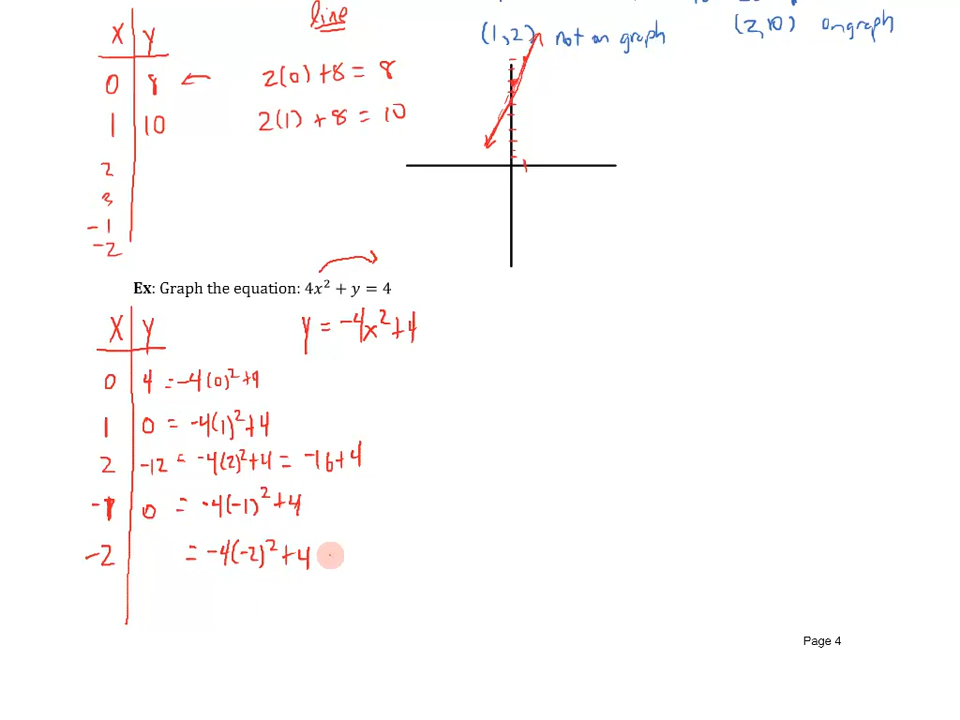 line
(1,2) not on graph
(2,10) on graph
X Y
0 8 ← 2(0) +8 = 8
1 10 2(1) +8 = 10
2
3
-1
-2
Ex: Graph the equation: 4x² + y = 4
X Y y = -4x²+4
0 4 = -4(0)²+4
1 0 = -4(1)²+4
2 -12 = -4(2)²+4 = -16+4
-1 0 = -4(-1)²+4
-2 = -4(-2)²+4
Page 4